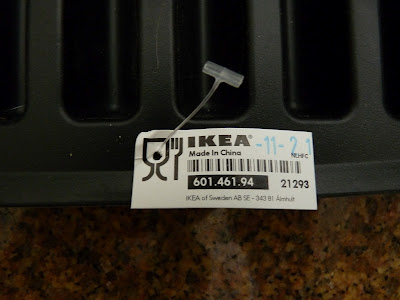 IKEA® -11-21
Made in China
601.461.94 21293
IKEA of Sweden AB SE - 343 81 Älmhult